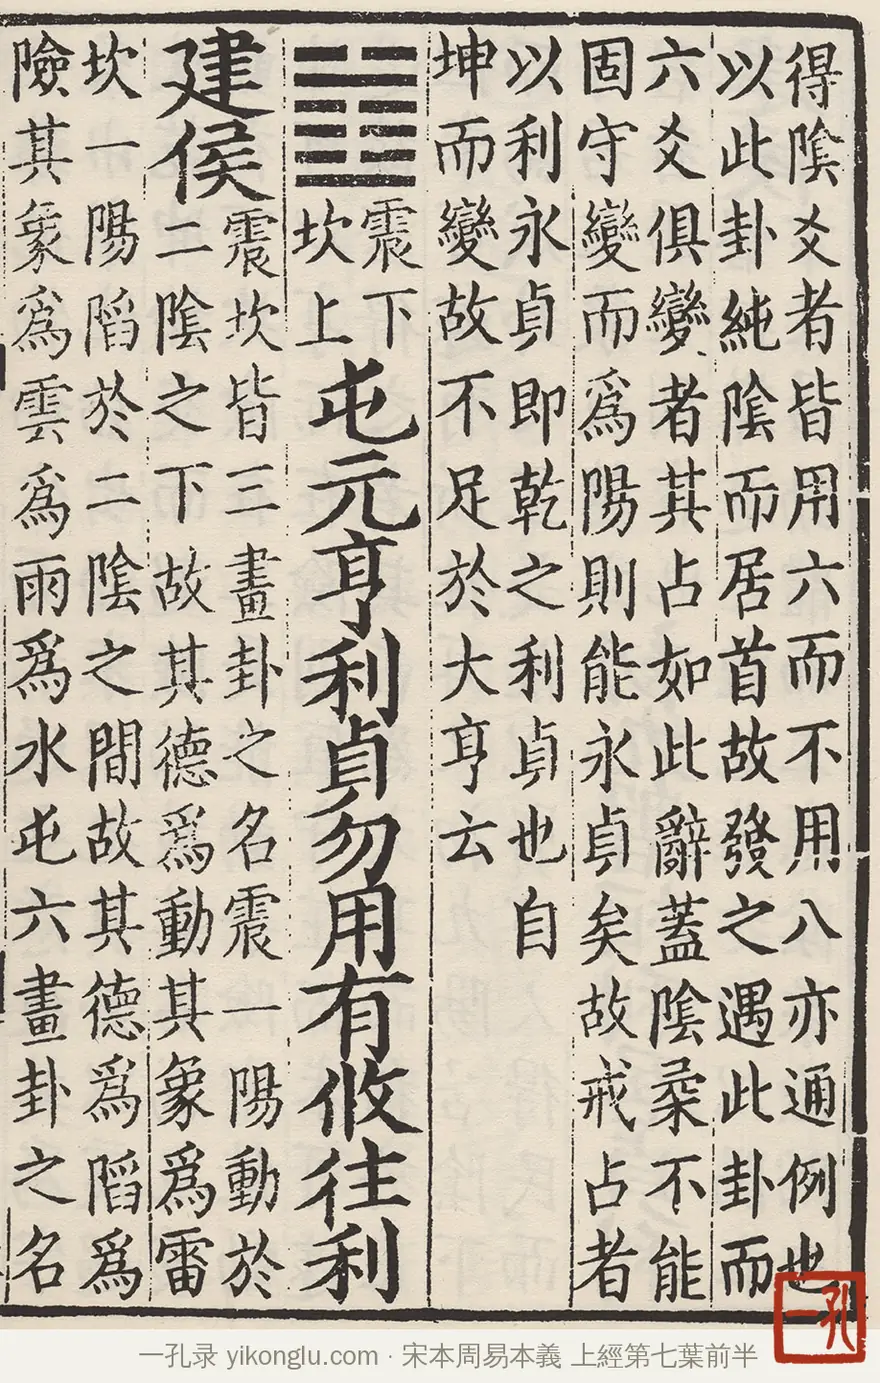 得隂爻者皆用六而不用八亦通例也
以此卦純隂而居首故發之遇此卦而
六爻俱變者其占如此辭蓋隂柔不能
固守變而爲陽則能永貞矣故戒占者
以利永貞即乾之利貞也自
坤而變故不足於大亨云
震下
坎上
屯元亨利貞勿用有攸往利
建侯
震坎皆三畫卦之名震一陽動於
二隂之下故其德爲動其象爲雷
坎一陽陷於二隂之間故其德爲陷爲
險其象爲雲爲雨爲水屯六畫卦之名
一孔
一孔录 yikonglu.com · 宋本周易本義 上經第七葉前半